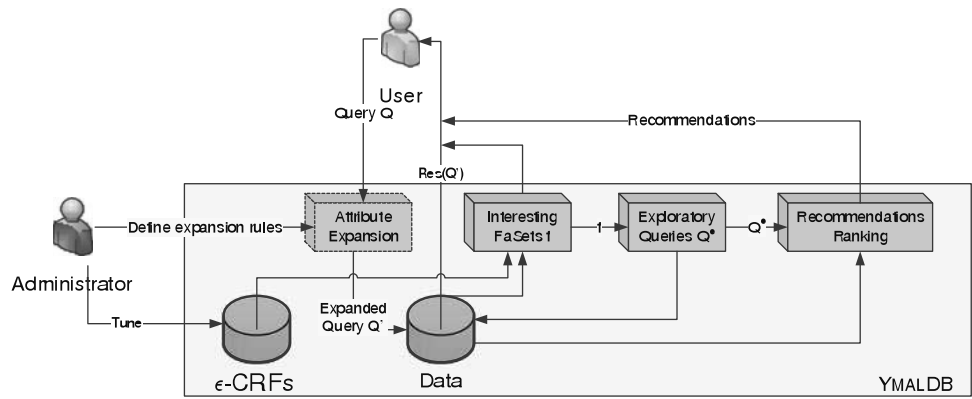 User
Query Q
Recommendations
Res(Q')
Attribute
Expansion
Interesting
FaSets f
Exploratory
Queries Q•
Recommendations
Ranking
Define expansion rules
f
Q•
Administrator
Tune
Expanded
Query Q'
ϵ-CRFs
Data
YMALDB